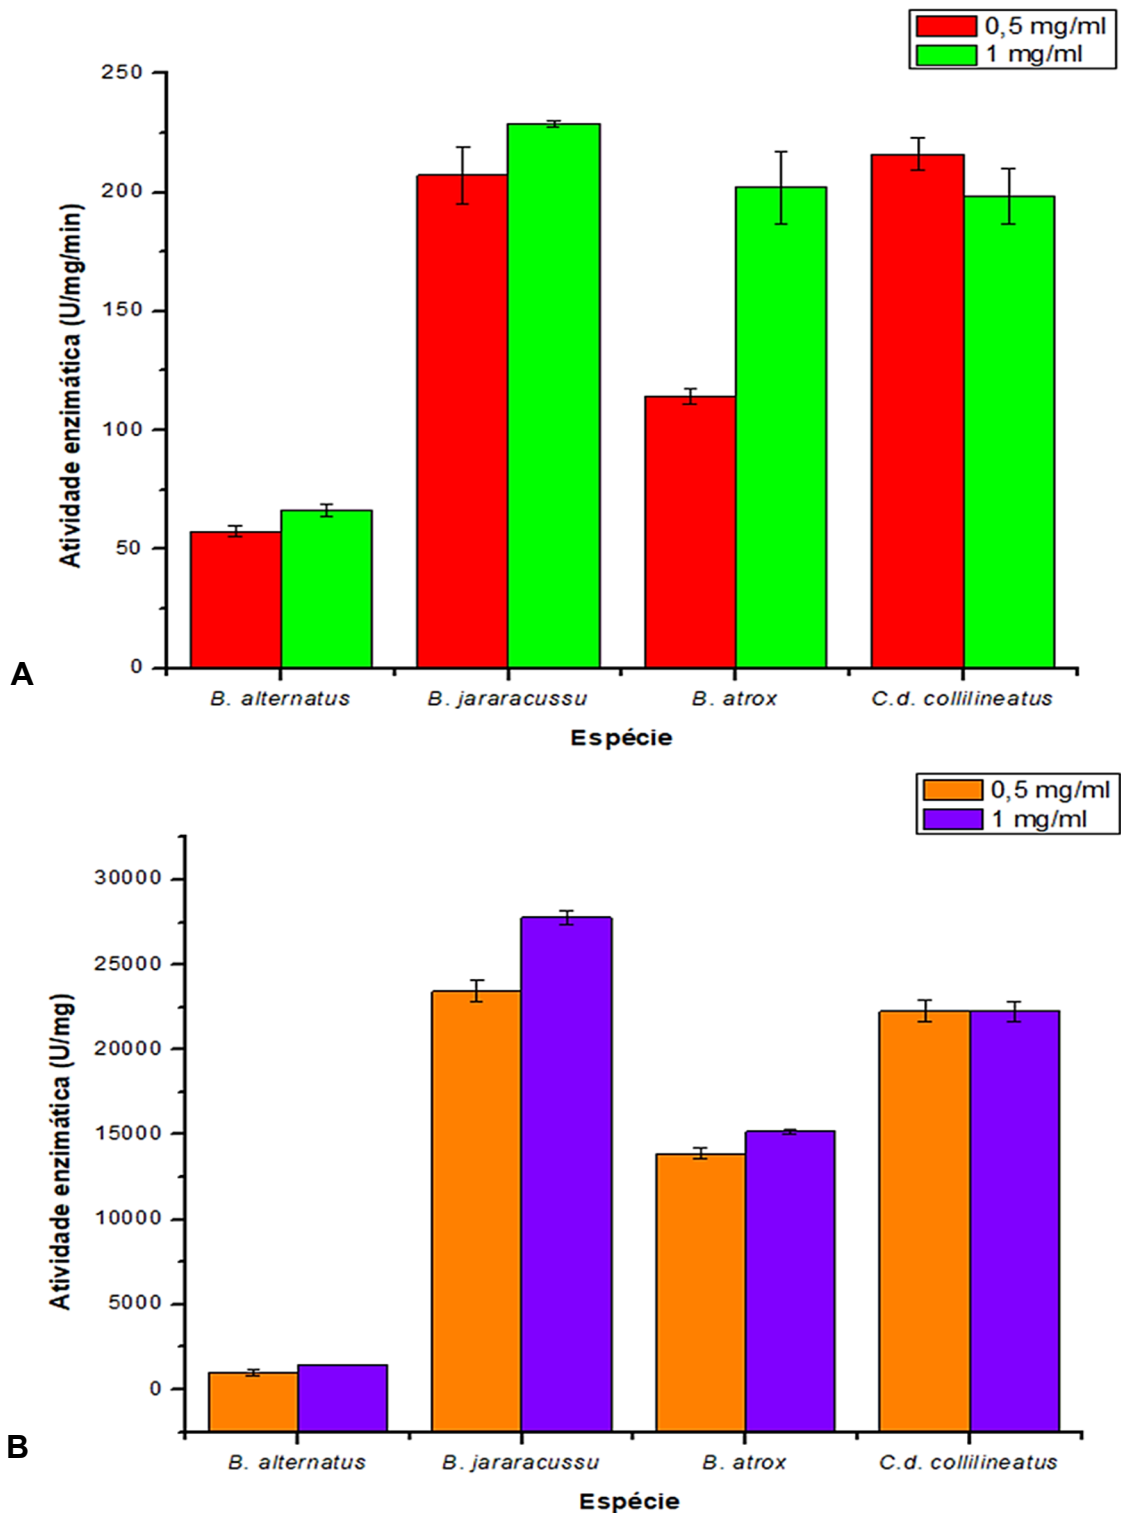 0,5 mg/ml
1 mg/ml
250
200
150
100
50
0
Atividade enzimática (U/mg/min)
A
B. alternatus B. jararacussu B. atrox C.d. collilineatus
Espécie
0,5 mg/ml
1 mg/ml
30000
25000
20000
15000
10000
5000
0
Atividade enzimática (U/mg)
B
B. alternatus B. jararacussu B. atrox C.d. collilineatus
Espécie